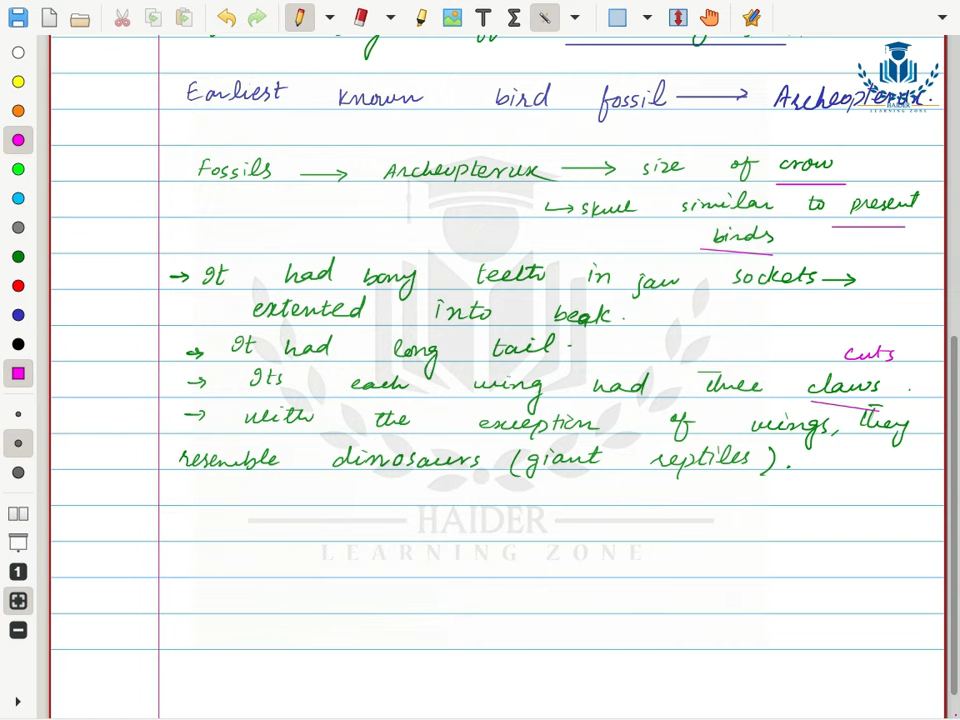 Earliest known bird fossil → Archeopterux.
Fossils → Archeopterux → size of crow
↳ skull similar to present
birds
→ It had bony teeth in jaw sockets →
extented into beak.
→ It had long tail.
cuts
→ Its each wing had three claws.
→ with the exception of wings, they
resemble dinosaurs (giant reptiles).
HAIDER
LEARNING ZONE